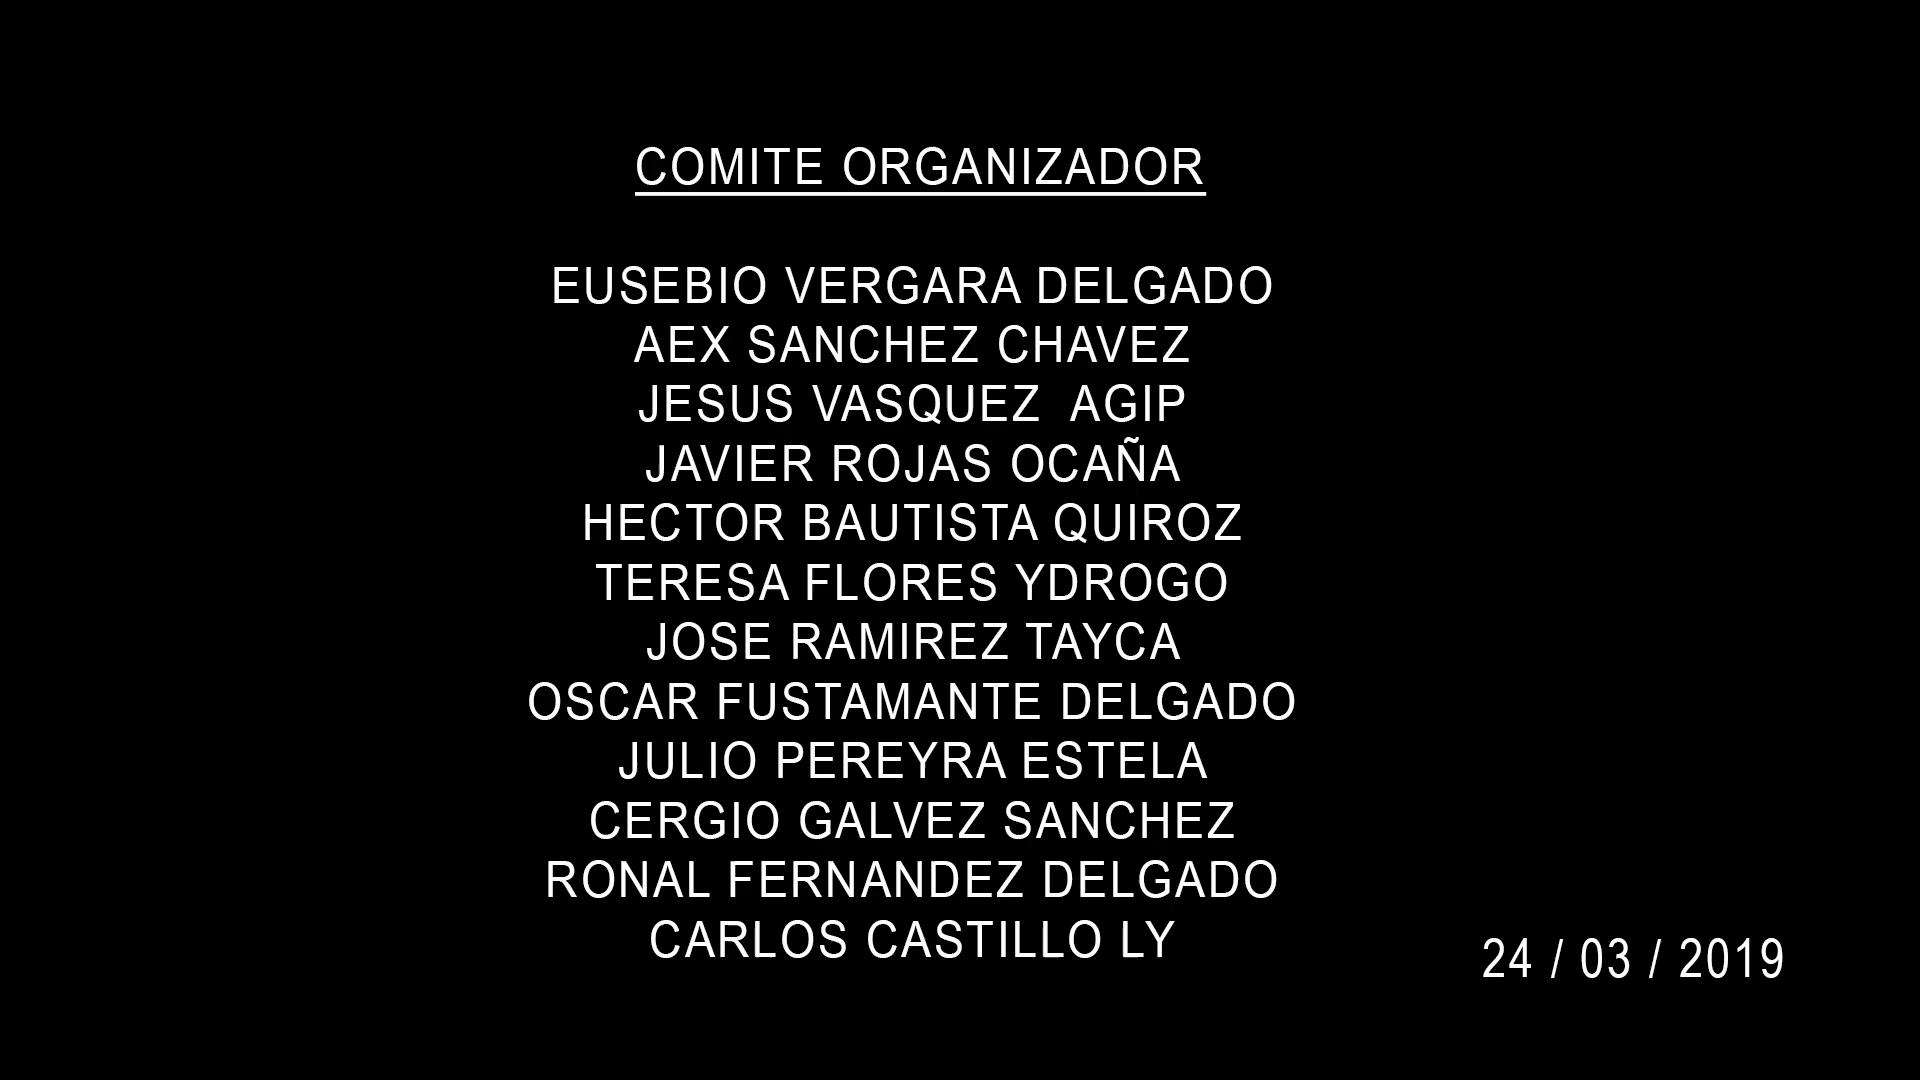 COMITE ORGANIZADOR
EUSEBIO VERGARA DELGADO
AEX SANCHEZ CHAVEZ
JESUS VASQUEZ  AGIP
JAVIER ROJAS OCAÑA
HECTOR BAUTISTA QUIROZ
TERESA FLORES YDROGO
JOSE RAMIREZ TAYCA
OSCAR FUSTAMANTE DELGADO
JULIO PEREYRA ESTELA
CERGIO GALVEZ SANCHEZ
RONAL FERNANDEZ DELGADO
CARLOS CASTILLO LY
24 / 03 / 2019